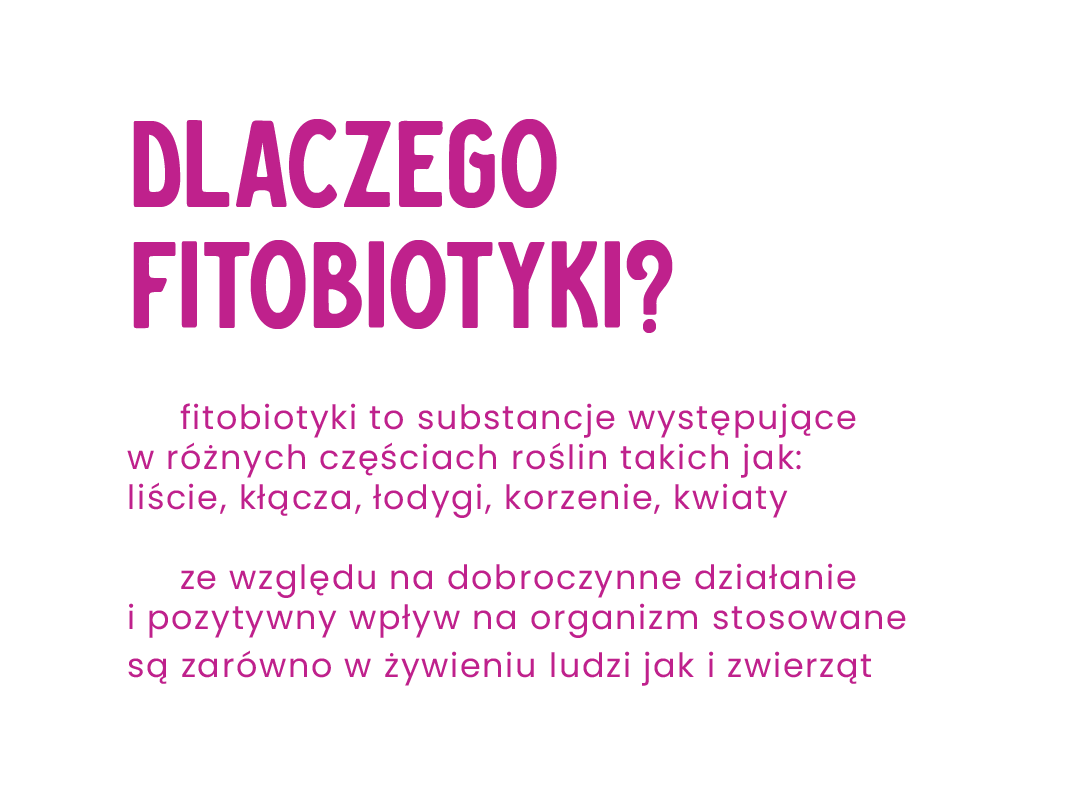 DLACZEGO
FITOBIOTYKI?
fitobiotyki to substancje występujące
w różnych częściach roślin takich jak:
liście, kłącza, łodygi, korzenie, kwiaty
ze względu na dobroczynne działanie
i pozytywny wpływ na organizm stosowane
są zarówno w żywieniu ludzi jak i zwierząt